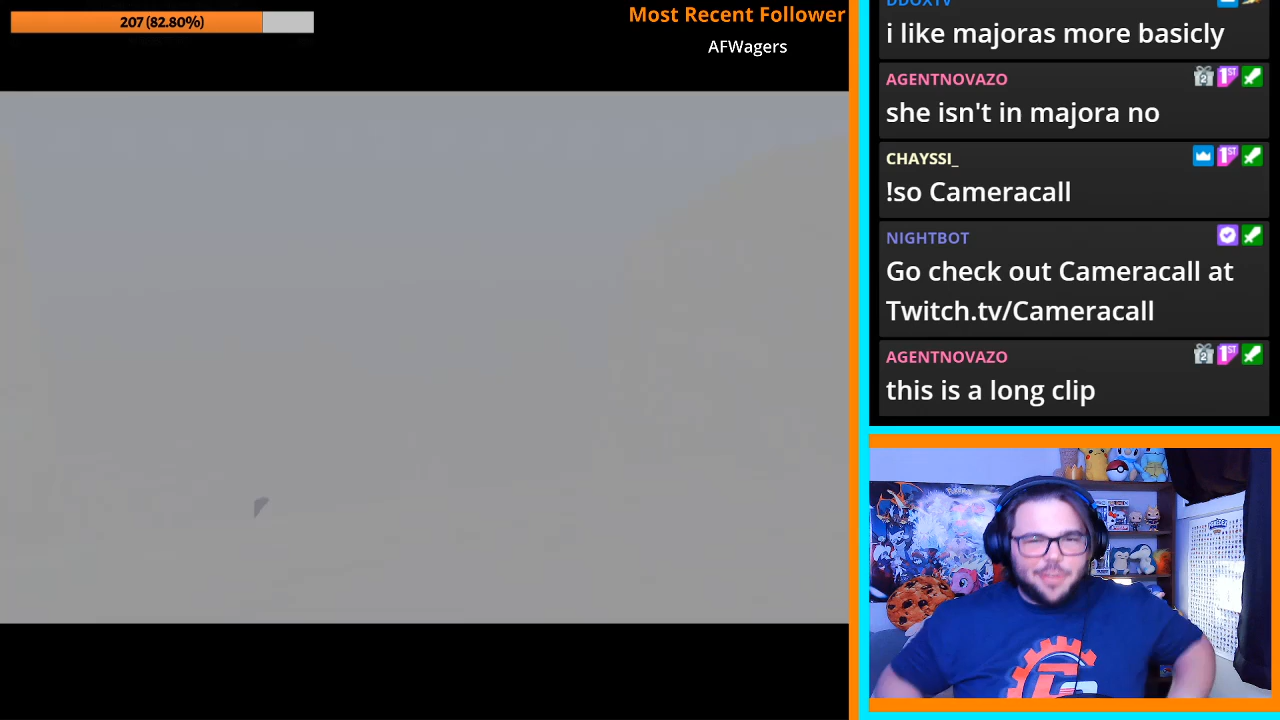 207 (82.80%)
Most Recent Follower
AFWagers
DDOXTV
i like majoras more basicly
AGENTNOVAZO
she isn't in majora no
CHAYSSI_
!so Cameracall
NIGHTBOT
Go check out Cameracall at
Twitch.tv/Cameracall
AGENTNOVAZO
this is a long clip